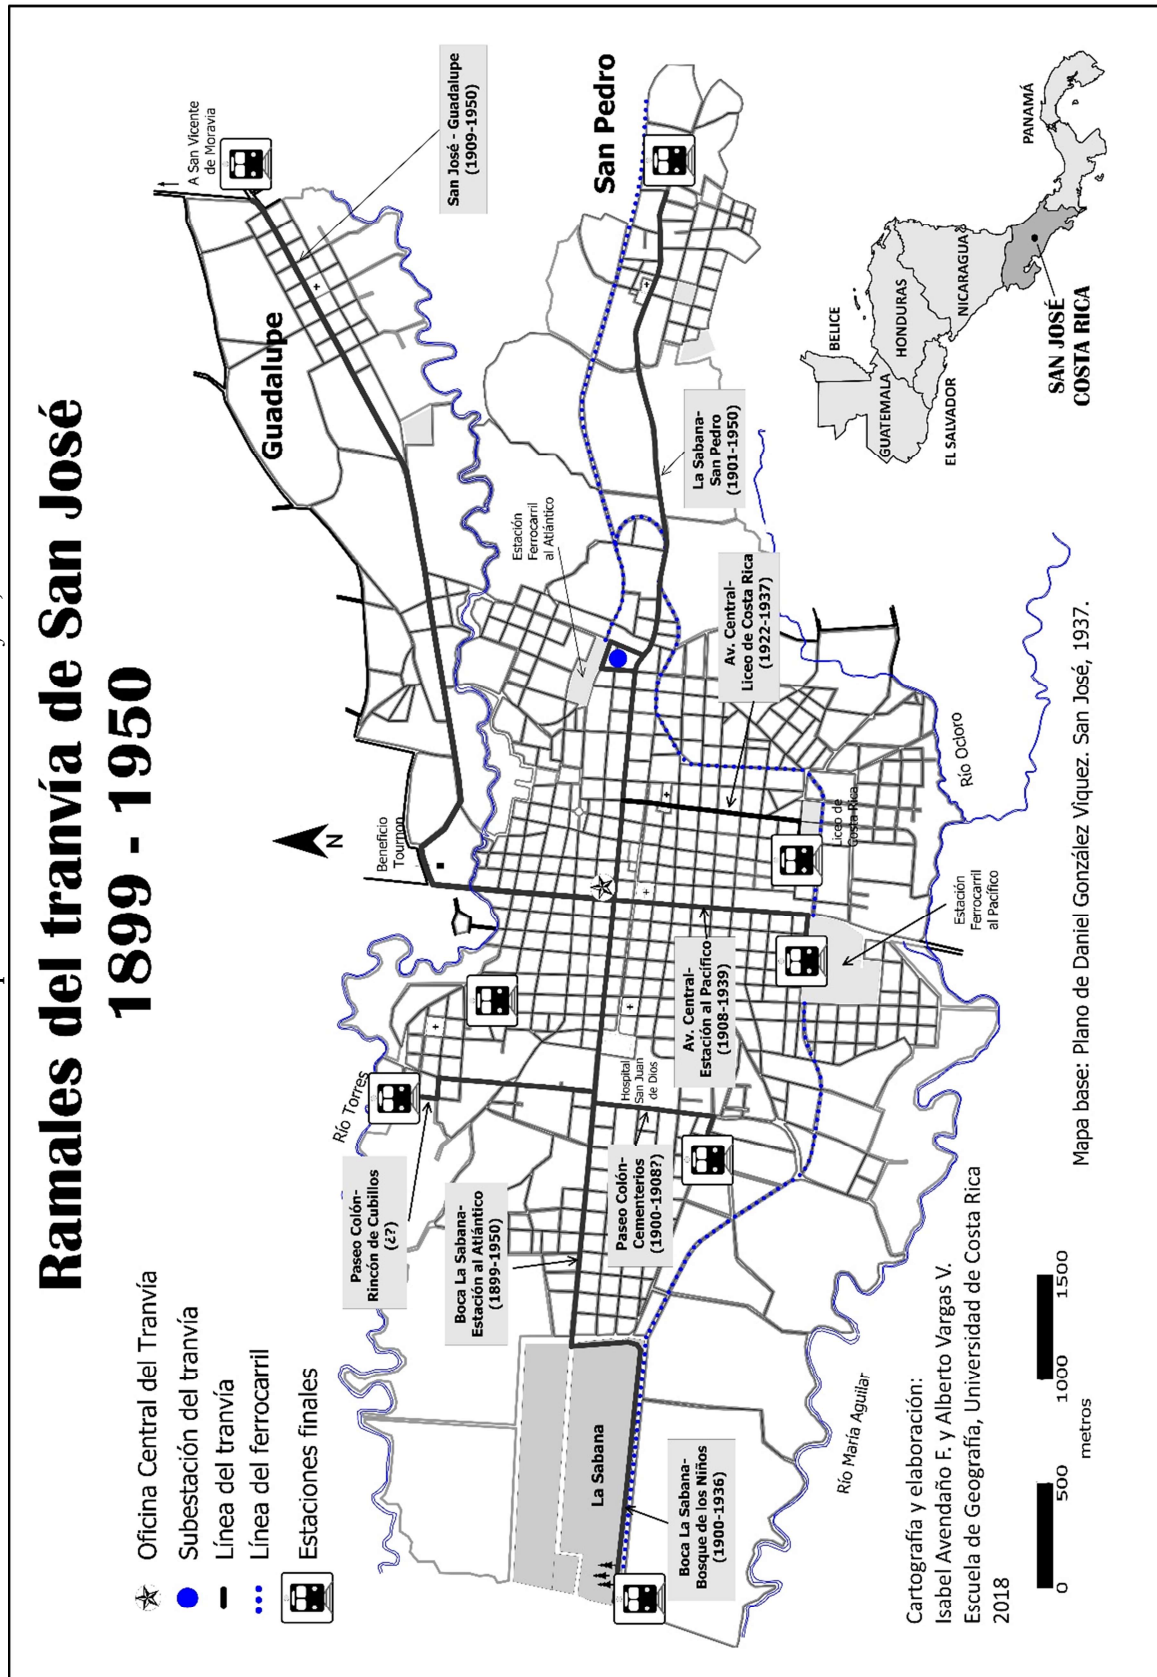 Ramales del tranvía de San José
1899 - 1950
Oficina Central del Tranvía
Subestación del tranvía
Línea del tranvía
Línea del ferrocarril
Estaciones finales
A San Vicente
de Moravia
San José - Guadalupe
(1909-1950)
Guadalupe
San Pedro
Beneficio
Tournon
N
Río Torres
Estación
Ferrocarril
al Atlántico
Paseo Colón-
Rincón de Cubillos
(¿?)
Boca La Sabana-
Estación al Atlántico
(1899-1950)
Paseo Colón-
Cementerios
(1900-1908?)
Hospital
San Juan
de Dios
Av. Central-
Estación al Pacífico
(1908-1939)
Av. Central-
Liceo de Costa Rica
(1922-1937)
La Sabana-
San Pedro
(1901-1950)
La Sabana
Boca La Sabana-
Bosque de los Niños
(1900-1936)
Liceo de
Costa Rica
Estación
Ferrocarril
al Pacífico
Río Ocloro
Río María Aguilar
BELICE
GUATEMALA
HONDURAS
EL SALVADOR
NICARAGUA
PANAMÁ
SAN JOSÉ
COSTA RICA
Cartografía y elaboración:
Isabel Avendaño F. y Alberto Vargas V.
Escuela de Geografía, Universidad de Costa Rica
2018
0 500 1000 1500
metros
Mapa base: Plano de Daniel González Víquez. San José, 1937.